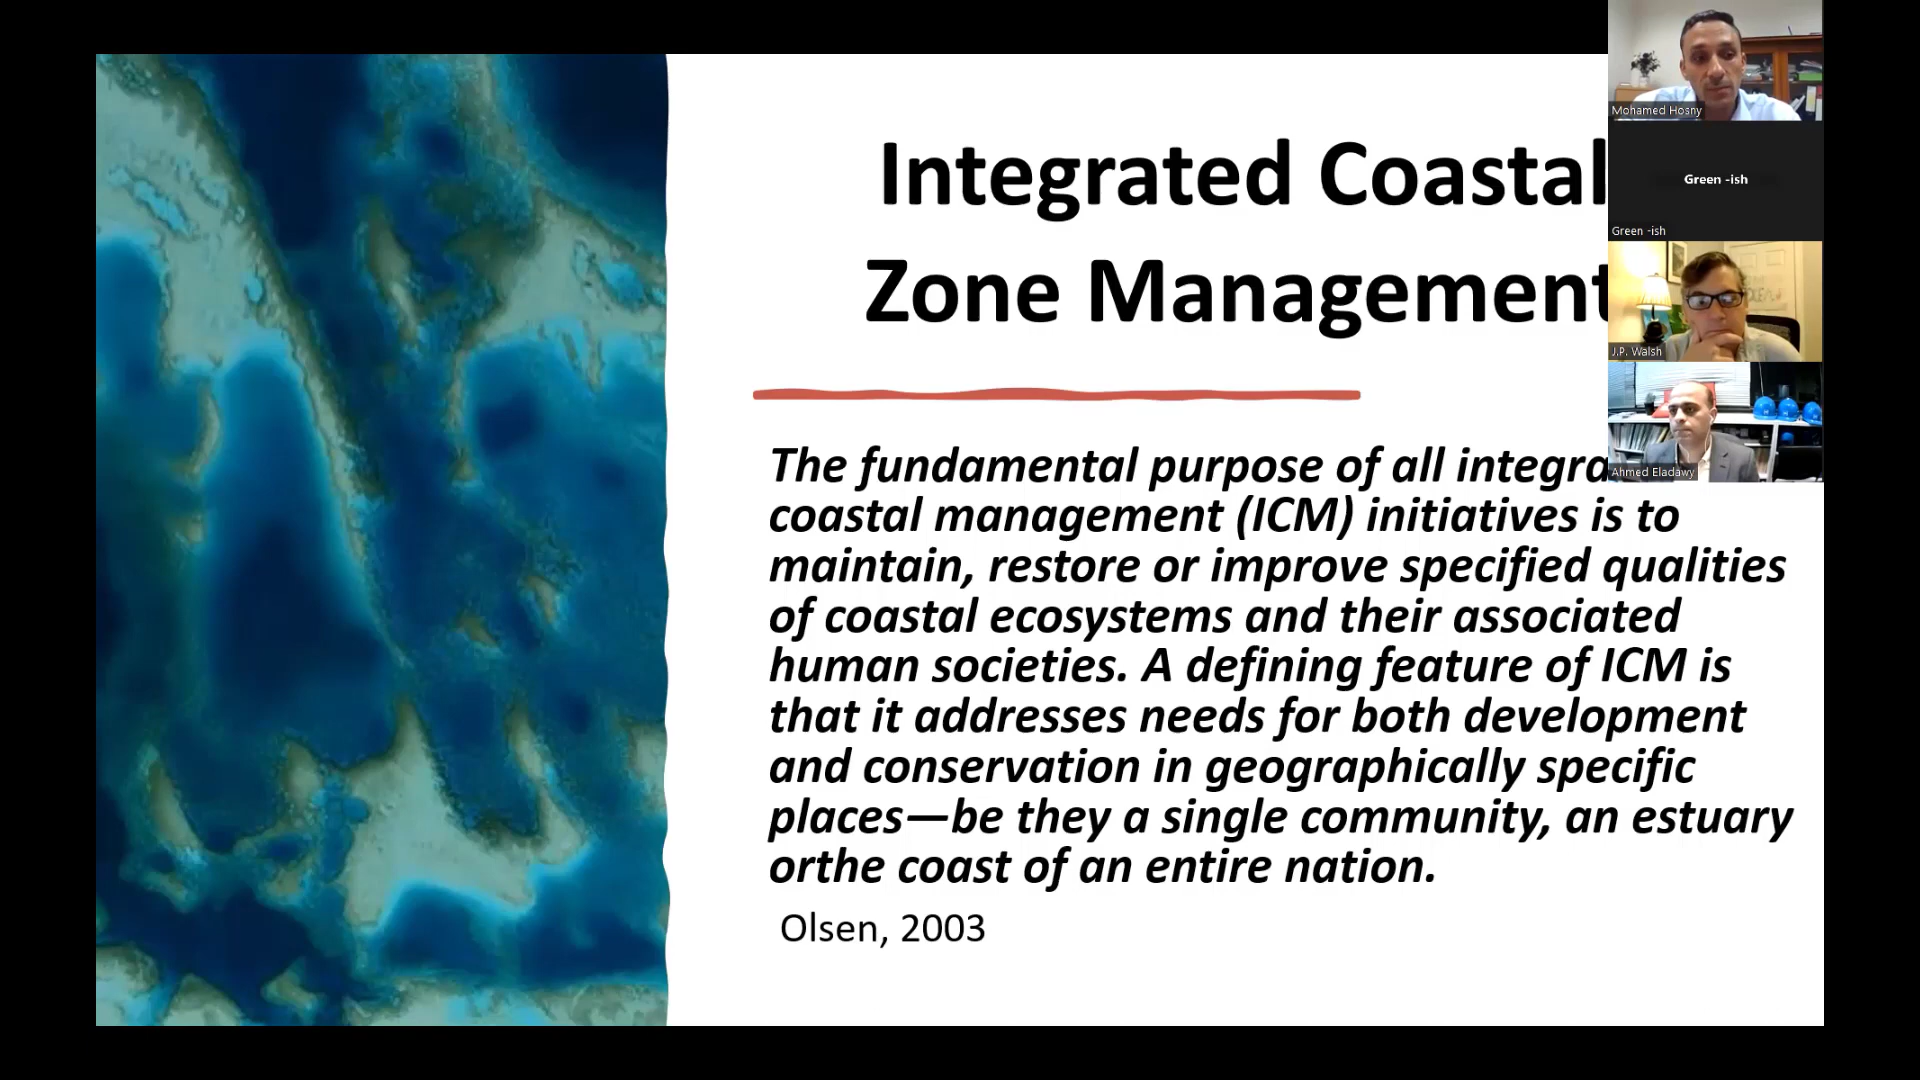 Integrated Coastal
Zone Management
The fundamental purpose of all integra
coastal management (ICM) initiatives is to
maintain, restore or improve specified qualities
of coastal ecosystems and their associated
human societies. A defining feature of ICM is
that it addresses needs for both development
and conservation in geographically specific
places—be they a single community, an estuary
orthe coast of an entire nation.
Olsen, 2003
Mohamed Hosny
Green -ish
Green -ish
J.P. Walsh
Ahmed Eladawy